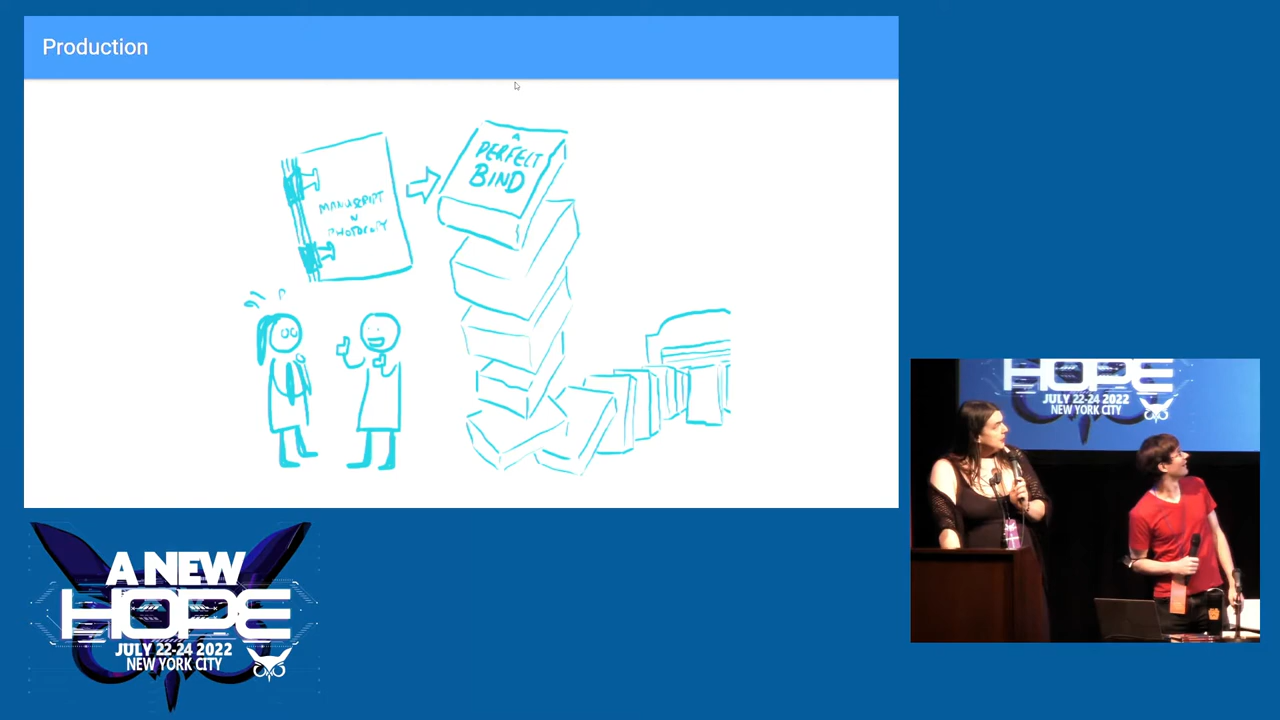 Production
MANUSCRIPT
PHOTOCOPY
A
PERFECT
BIND
HOPE
JULY 22-24 2022
NEW YORK CITY
A NEW
HOPE
JULY 22-24 2022
NEW YORK CITY